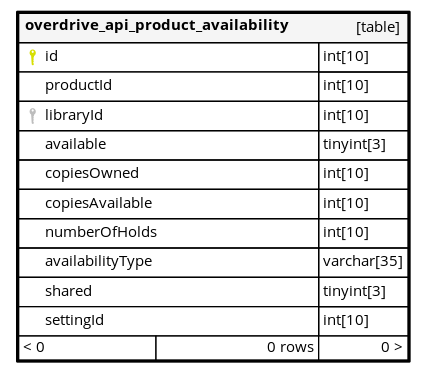 overdrive_api_product_availability [table]
id int[10]
productId int[10]
libraryId int[10]
available tinyint[3]
copiesOwned int[10]
copiesAvailable int[10]
numberOfHolds int[10]
availabilityType varchar[35]
shared tinyint[3]
settingId int[10]
< 0 0 rows 0 >